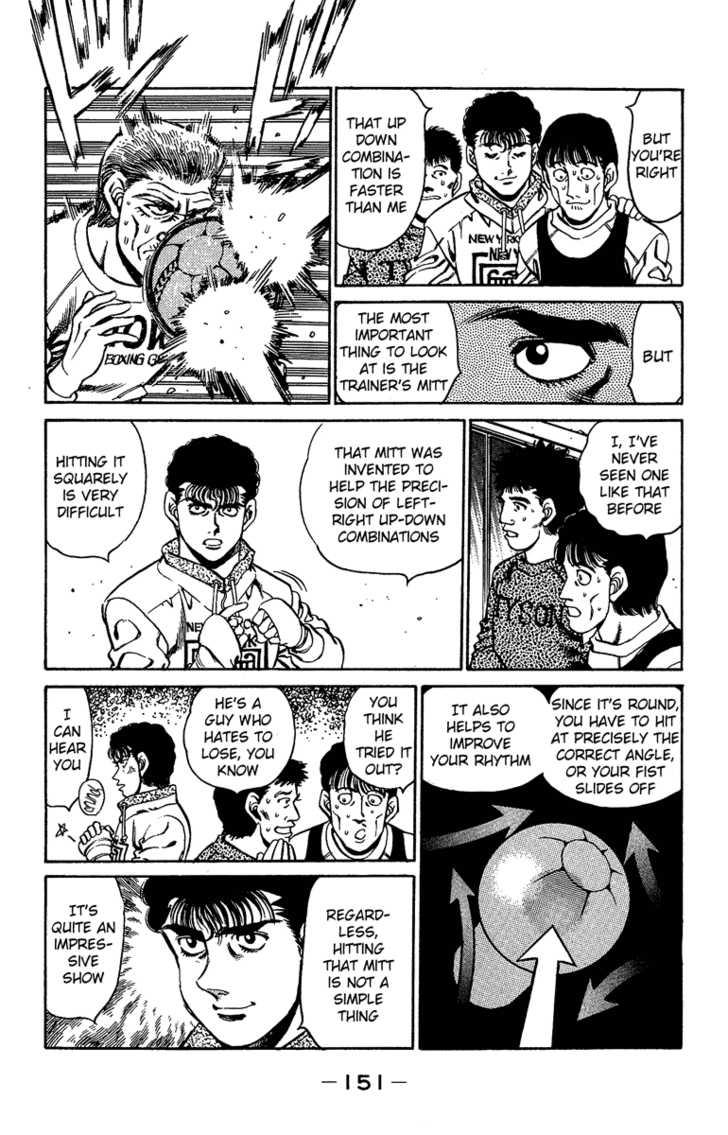 BUT
YOU'RE
RIGHT
THAT UP
DOWN
COMBINA-
TION IS
FASTER
THAN ME
NEW YORK
NEW Y
OW
BOXING G
BUT
THE MOST
IMPORTANT
THING TO LOOK
AT IS THE
TRAINER'S MITT
I, I'VE
NEVER
SEEN ONE
LIKE THAT
BEFORE
TYSON
THAT MITT WAS
INVENTED TO
HELP THE PRECI-
SION OF LEFT-
RIGHT UP-DOWN
COMBINATIONS
HITTING IT
SQUARELY
IS VERY
DIFFICULT
SINCE IT'S ROUND,
YOU HAVE TO HIT
AT PRECISELY THE
CORRECT ANGLE,
OR YOUR FIST
SLIDES OFF
IT ALSO
HELPS TO
IMPROVE
YOUR RHYTHM
YOU
THINK
HE
TRIED IT
OUT?
HE'S A
GUY WHO
HATES TO
LOSE, YOU
KNOW
I
CAN
HEAR
YOU
REGARD-
LESS,
HITTING
THAT MITT
IS NOT A
SIMPLE
THING
IT'S
QUITE AN
IMPRES-
SIVE
SHOW
—151—